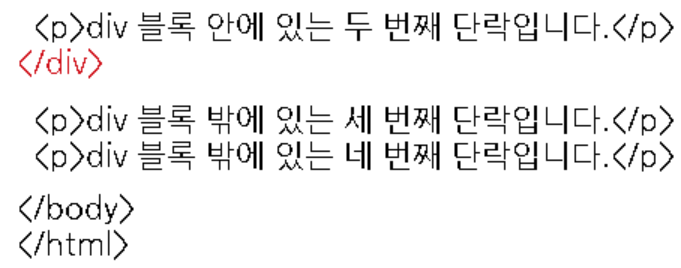 <p>div 블록 안에 있는 두 번째 단락입니다.</p>
</div>
<p>div 블록 밖에 있는 세 번째 단락입니다.</p>
<p>div 블록 밖에 있는 네 번째 단락입니다.</p>
</body>
</html>